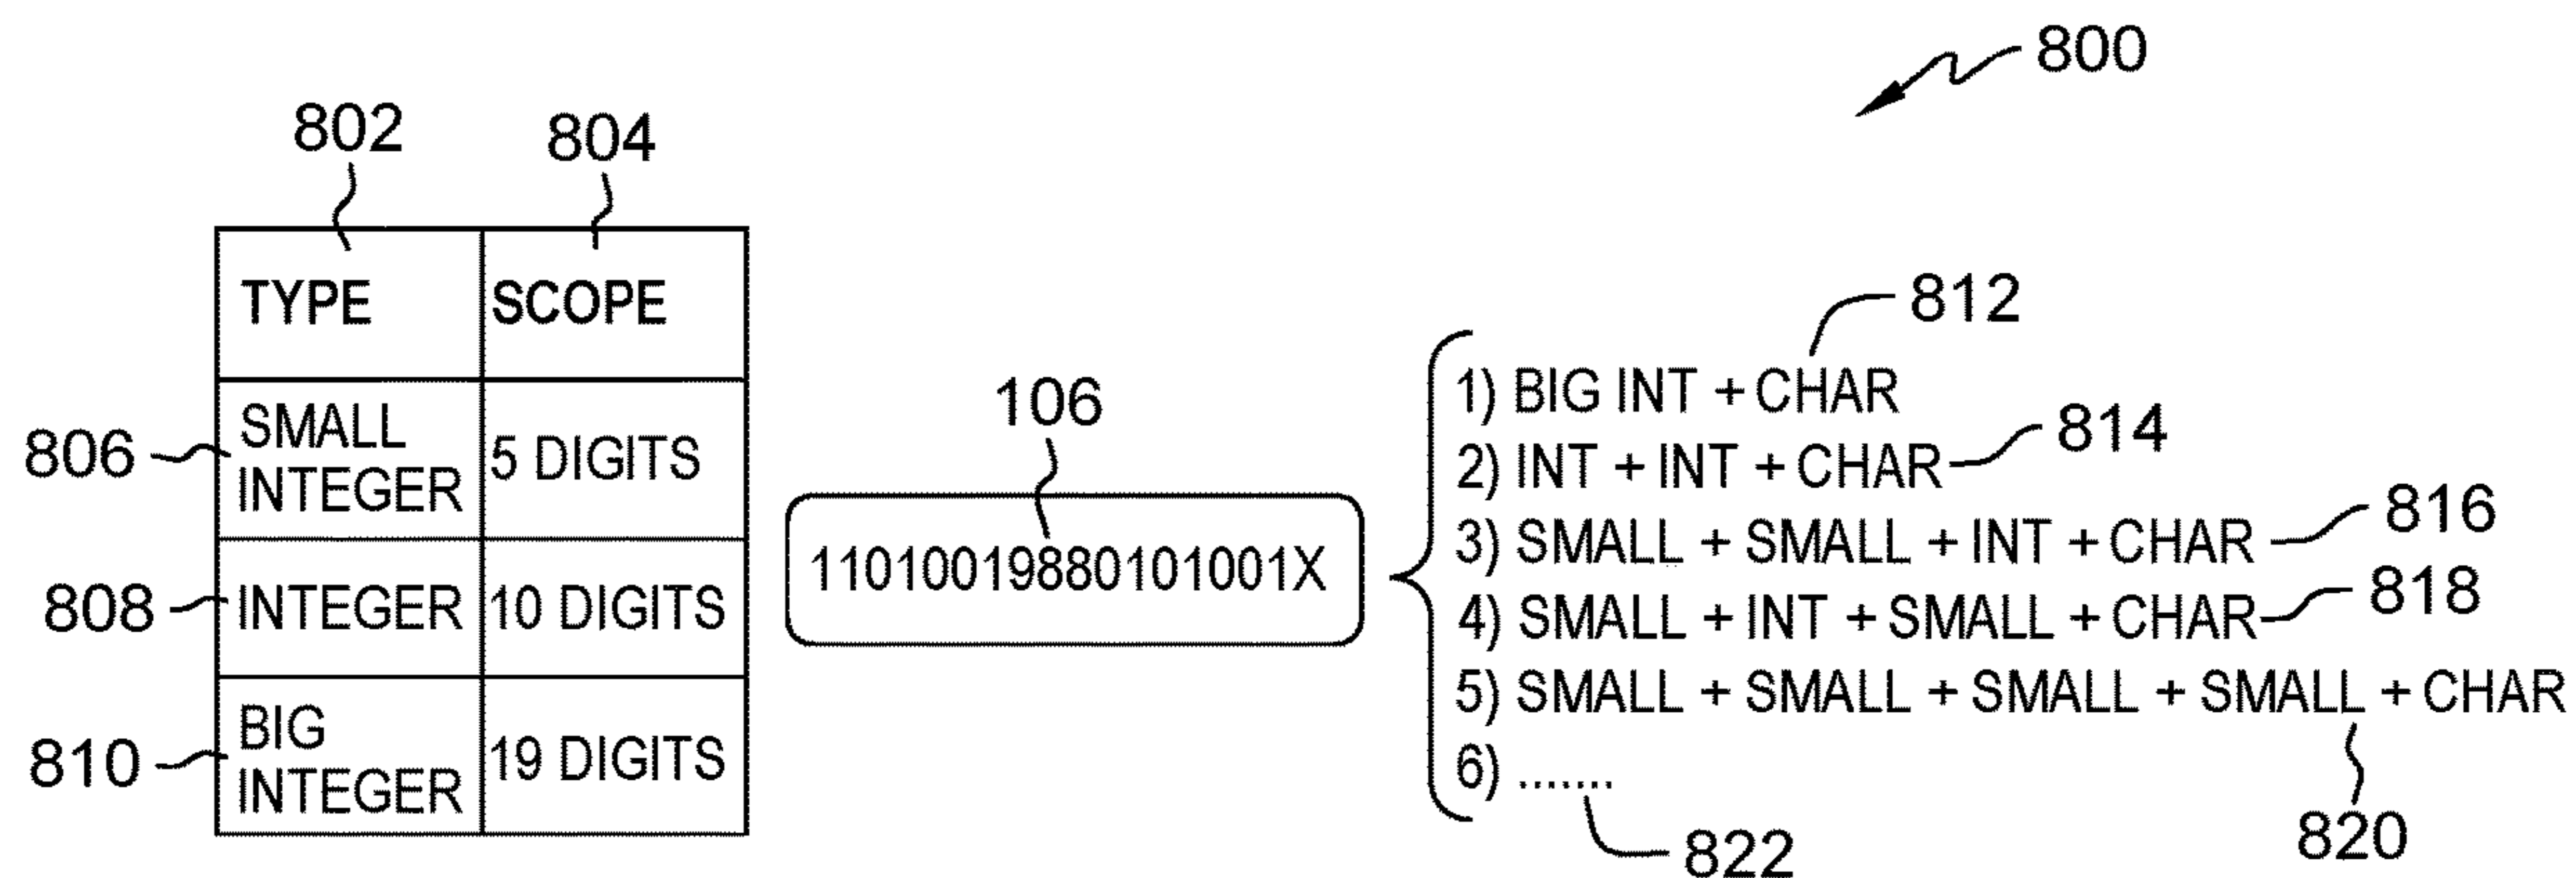 800
802
804
TYPE
SCOPE
806
SMALL
INTEGER
5 DIGITS
808
INTEGER
10 DIGITS
810
BIG
INTEGER
19 DIGITS
106
11010019880101001X
812
1) BIG INT + CHAR
814
2) INT + INT + CHAR
816
3) SMALL + SMALL + INT + CHAR
818
4) SMALL + INT + SMALL + CHAR
5) SMALL + SMALL + SMALL + SMALL + CHAR
6) .......
820
822